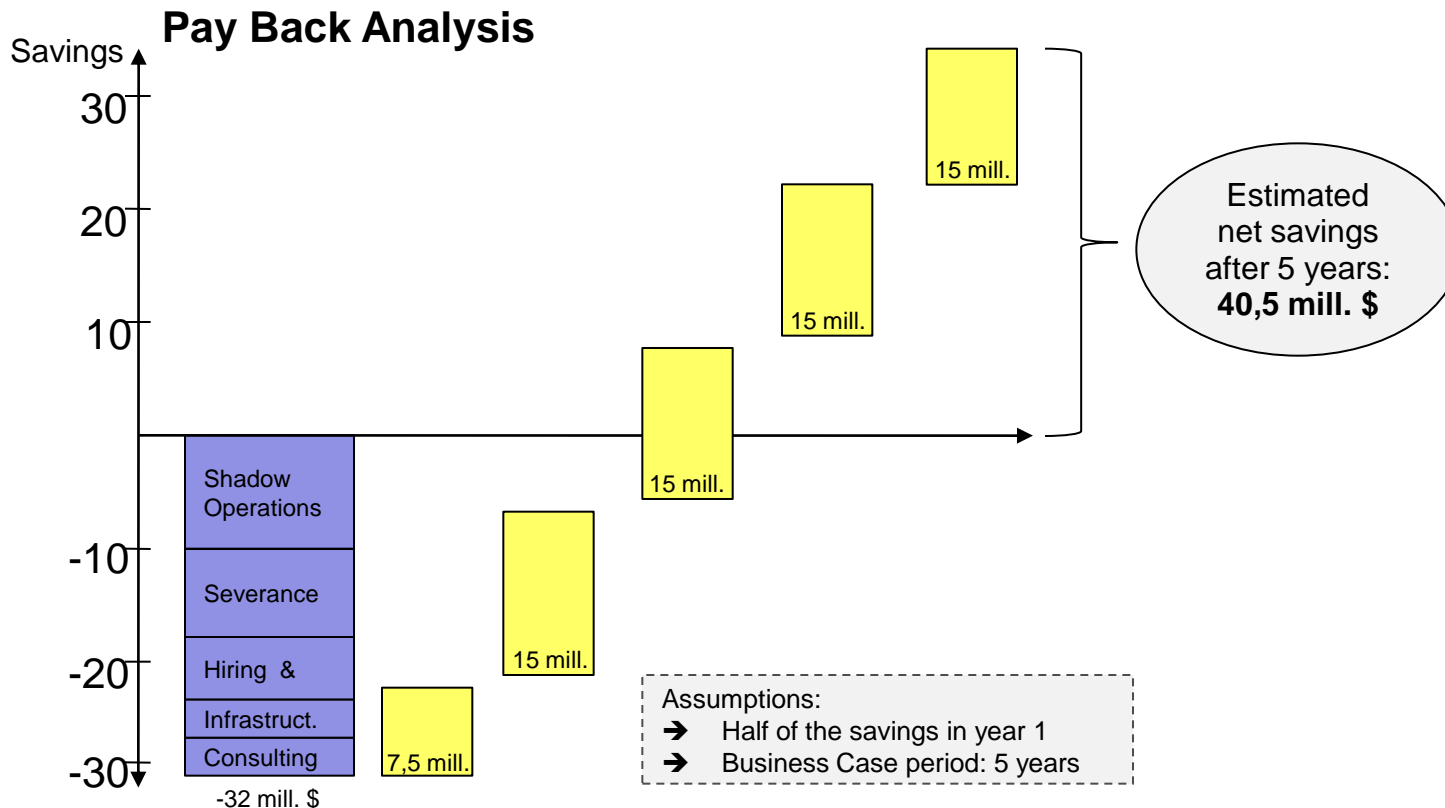 Pay Back Analysis
Savings
30
20
10
-10
-20
-30
Shadow
Operations
Severance
Hiring &
Infrastruct.
Consulting
-32 mill. $
7,5 mill.
15 mill.
15 mill.
15 mill.
15 mill.
Estimated
net savings
after 5 years:
40,5 mill. $
Assumptions:
➔ Half of the savings in year 1
➔ Business Case period: 5 years